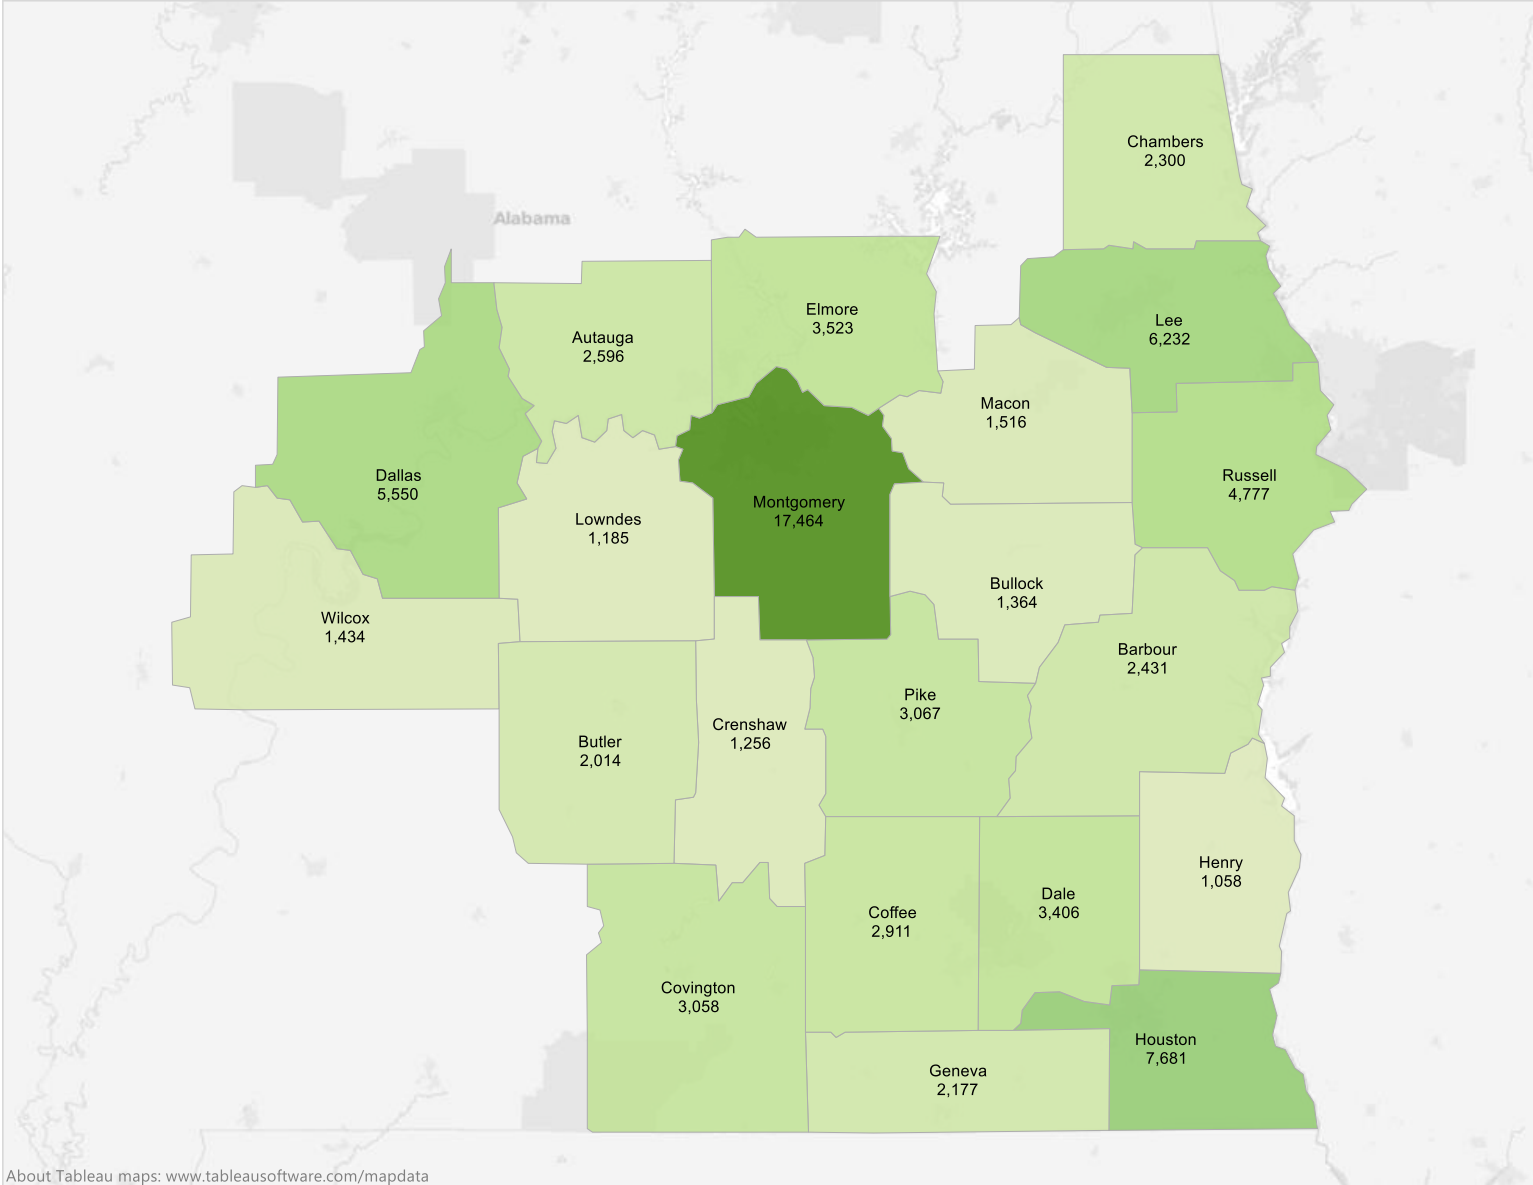 Chambers
2,300
Alabama
Elmore
3,523
Lee
6,232
Autauga
2,596
Macon
1,516
Dallas
5,550
Russell
4,777
Montgomery
17,464
Lowndes
1,185
Bullock
1,364
Wilcox
1,434
Barbour
2,431
Pike
3,067
Crenshaw
1,256
Butler
2,014
Henry
1,058
Dale
3,406
Coffee
2,911
Covington
3,058
Houston
7,681
Geneva
2,177
About Tableau maps: www.tableausoftware.com/mapdata